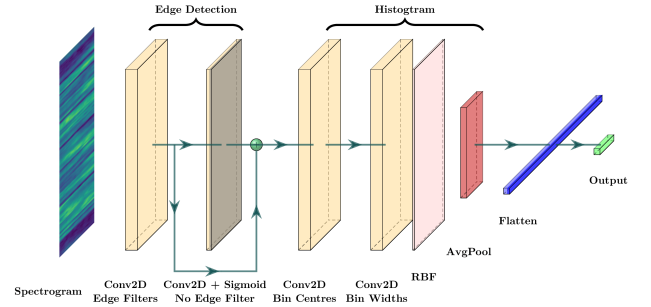 Edge Detection
Histogram
Output
Flatten
AvgPool
RBF
Spectrogram
Conv2D
Edge Filters
Conv2D + Sigmoid
No Edge Filter
Conv2D
Bin Centres
Conv2D
Bin Widths